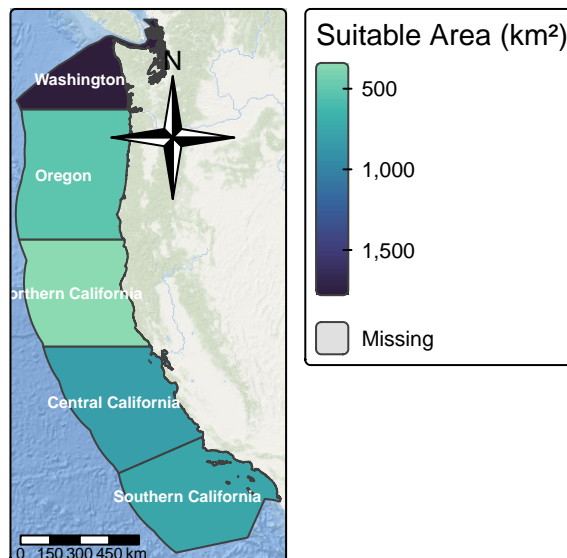 Suitable Area (km²)
500
1,000
1,500
Missing
N
Washington
Oregon
orthern California
Central California
Southern California
0 150 300 450 km